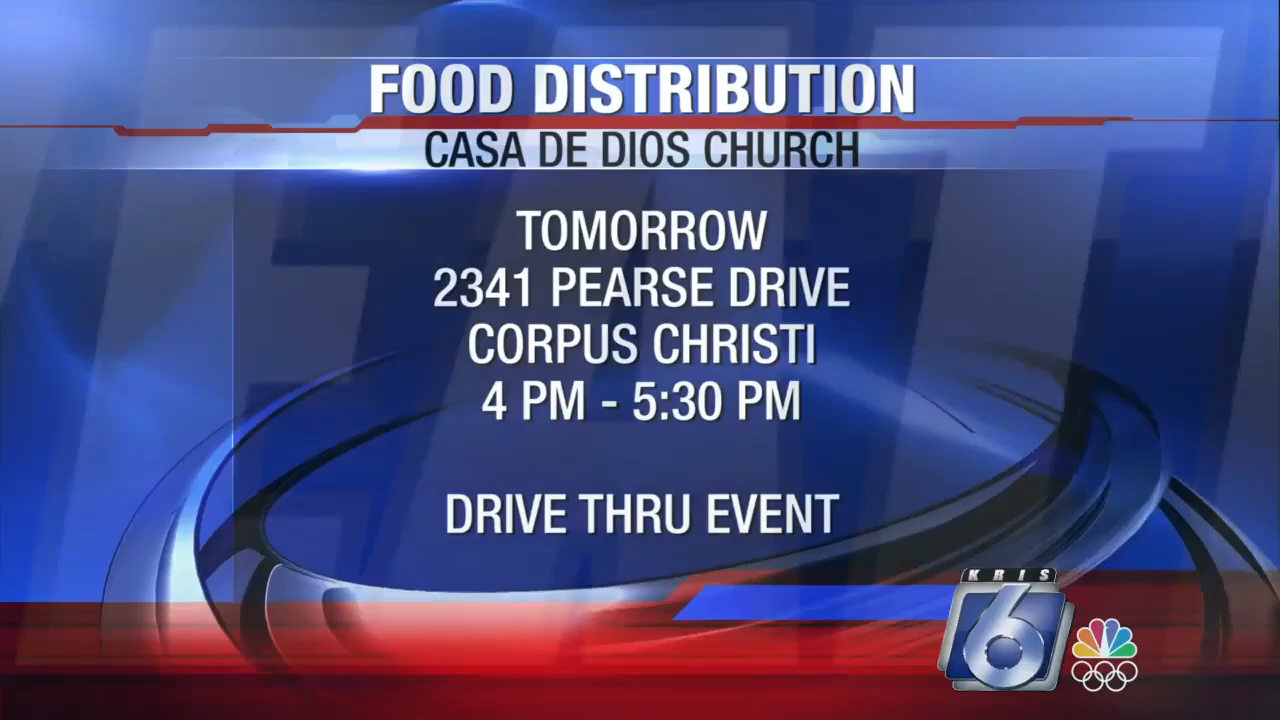 FOOD DISTRIBUTION
CASA DE DIOS CHURCH
TOMORROW
2341 PEARSE DRIVE
CORPUS CHRISTI
4 PM - 5:30 PM
DRIVE THRU EVENT
KRIS
6